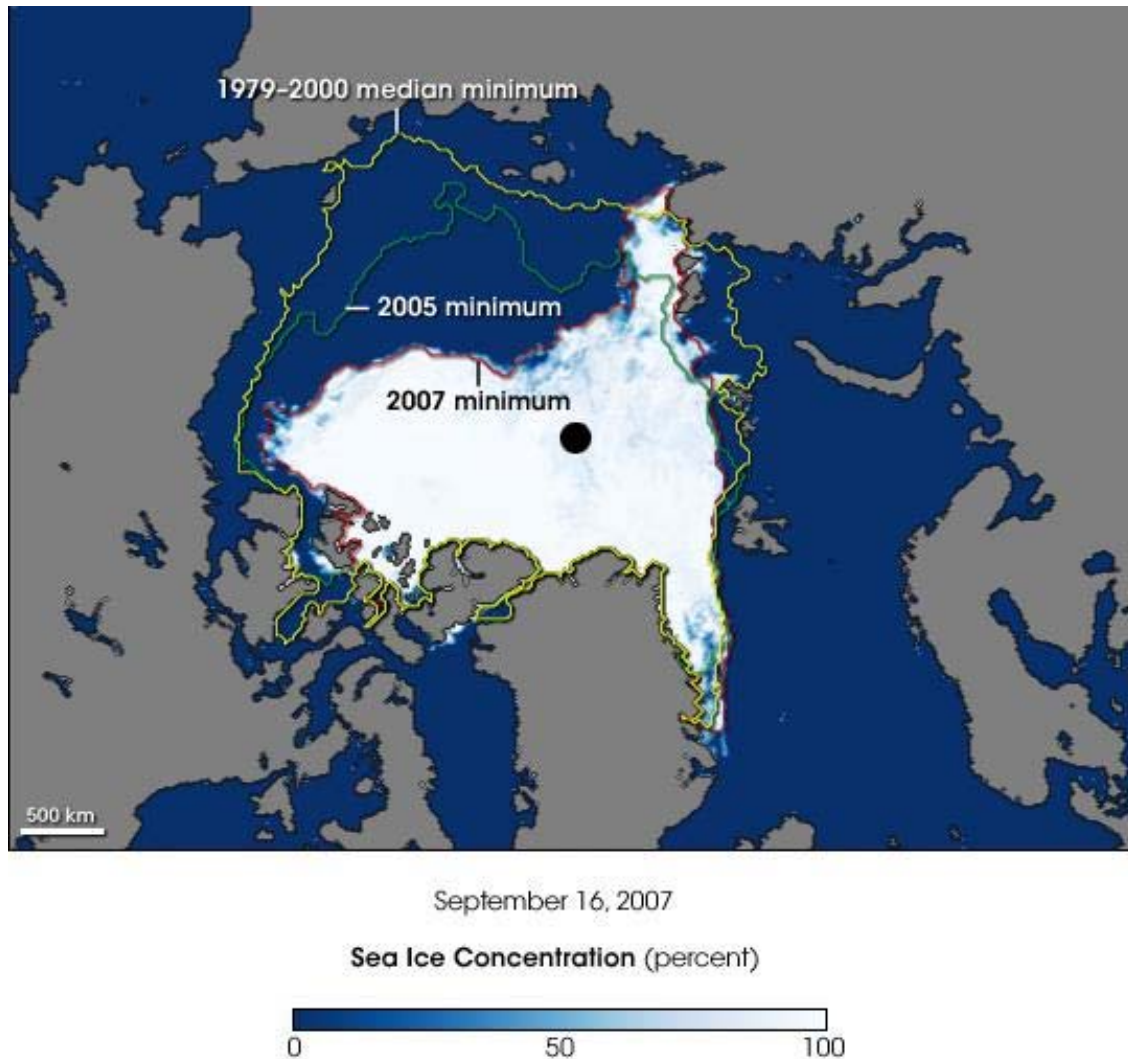 1979-2000 median minimum
2005 minimum
2007 minimum
500 km
September 16, 2007
Sea Ice Concentration (percent)
0 50 100